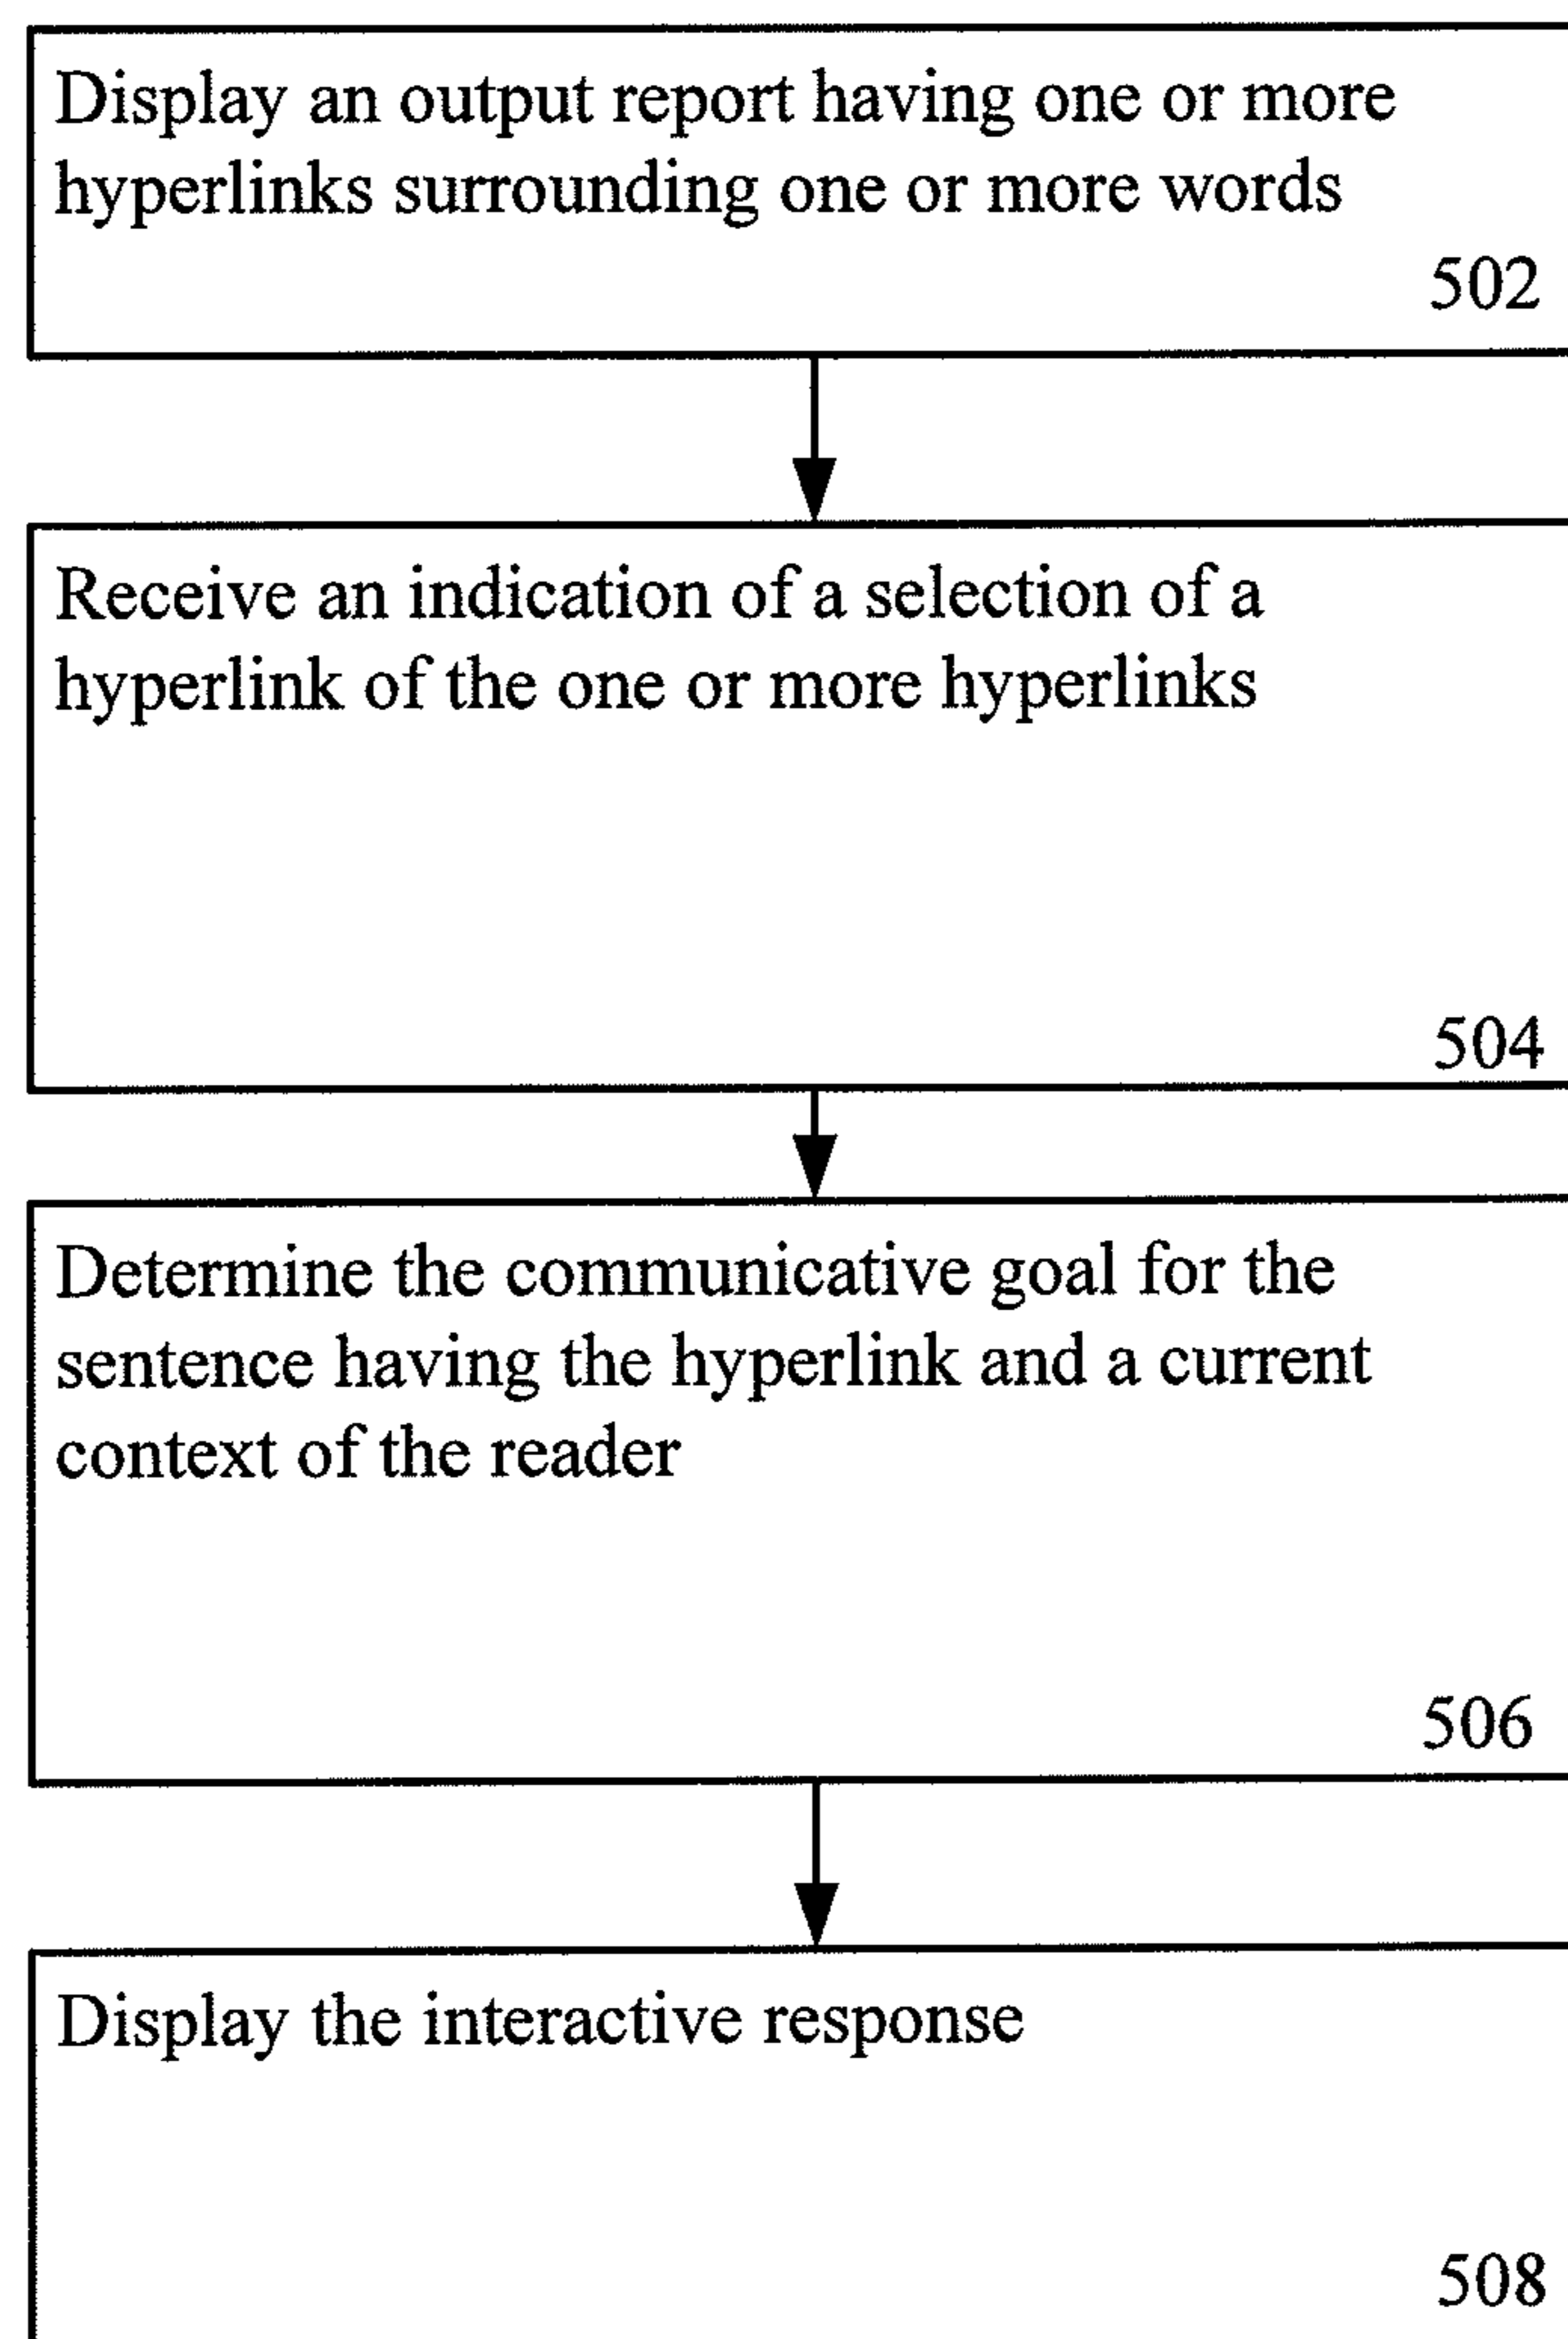 Display an output report having one or more
hyperlinks surrounding one or more words
502
Receive an indication of a selection of a
hyperlink of the one or more hyperlinks
504
Determine the communicative goal for the
sentence having the hyperlink and a current
context of the reader
506
Display the interactive response
508